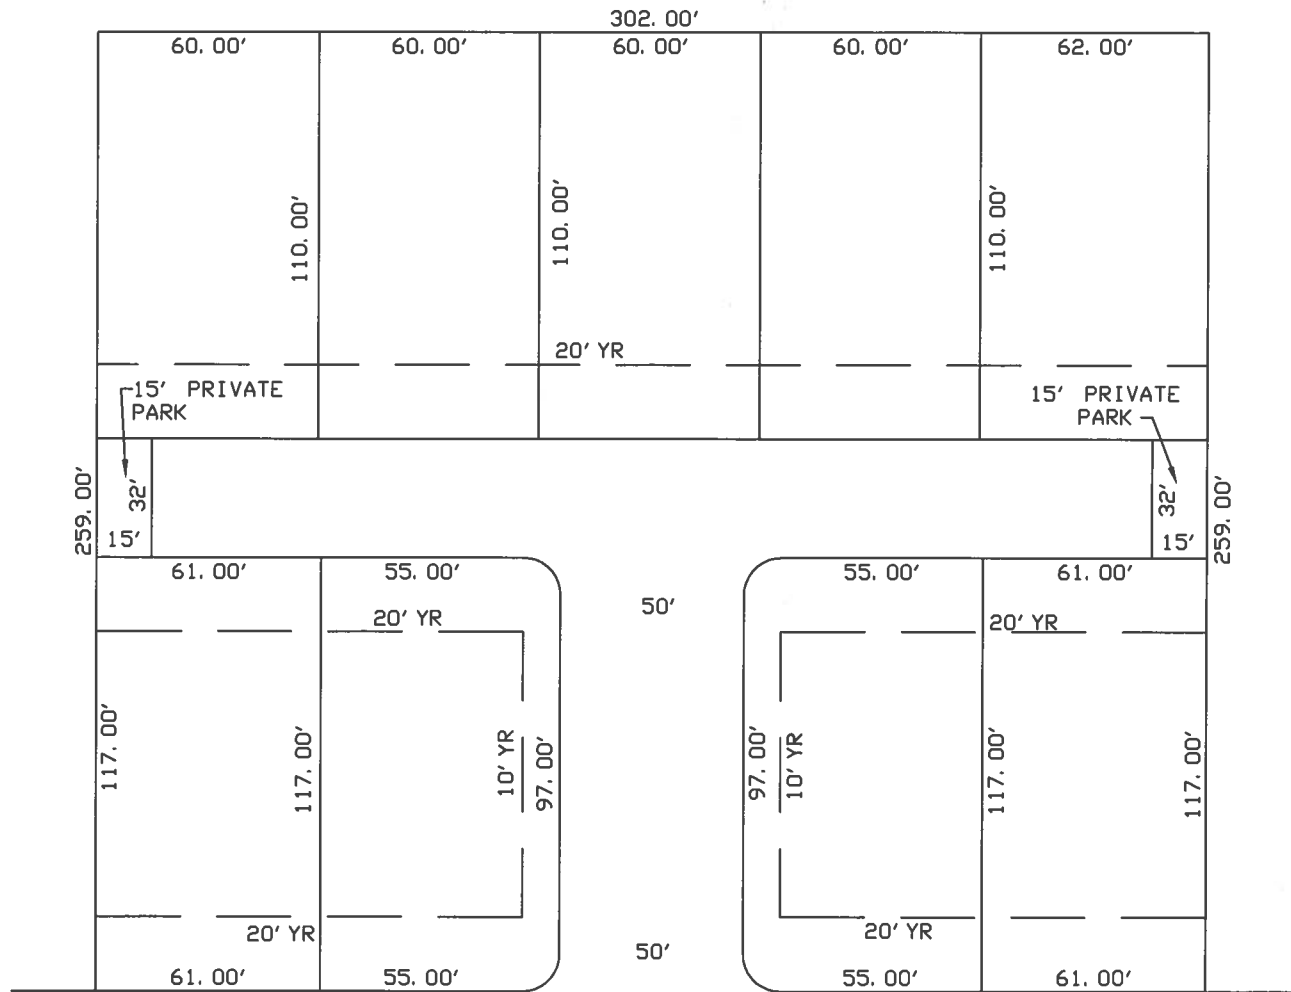 302.00'
60.00' 60.00' 60.00' 60.00' 62.00'
110.00' 110.00' 110.00'
20' YR
15' PRIVATE
PARK
15' PRIVATE
PARK
259.00' 32' 32' 259.00'
15' 15'
61.00' 55.00' 55.00' 61.00'
50'
20' YR 20' YR
117.00' 117.00' 10' YR 97.00' 97.00' 10' YR 117.00' 117.00'
20' YR 20' YR
50'
61.00' 55.00' 55.00' 61.00'